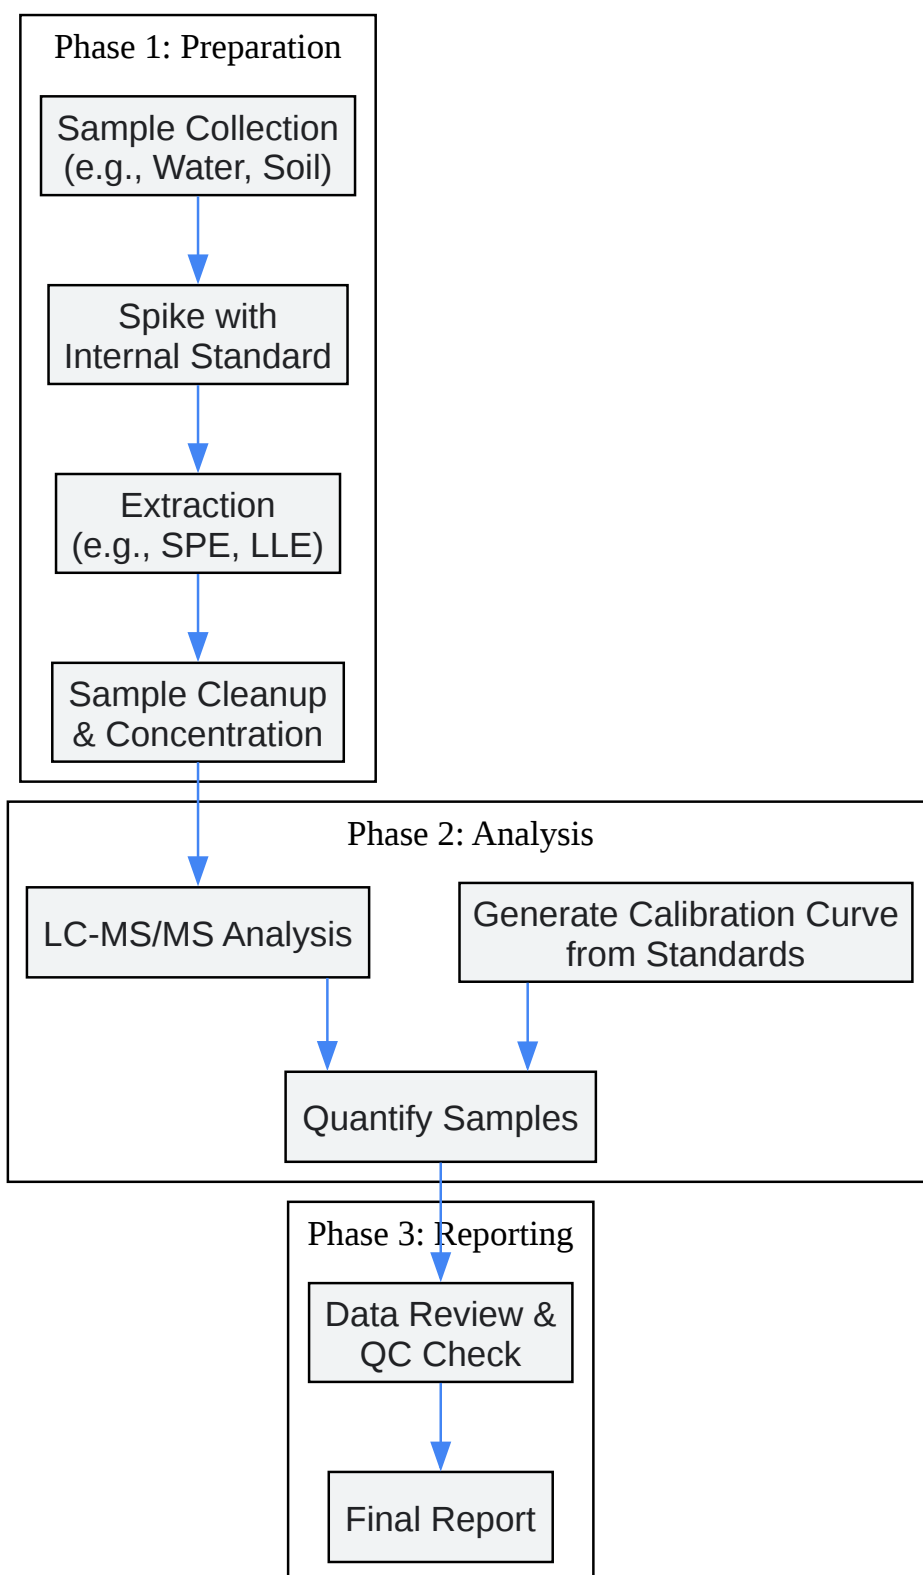 Phase 1: Preparation
Sample Collection
(e.g., Water, Soil)
Spike with
Internal Standard
Extraction
(e.g., SPE, LLE)
Sample Cleanup
& Concentration
Phase 2: Analysis
LC-MS/MS Analysis
Generate Calibration Curve
from Standards
Quantify Samples
Phase 3: Reporting
Data Review &
QC Check
Final Report